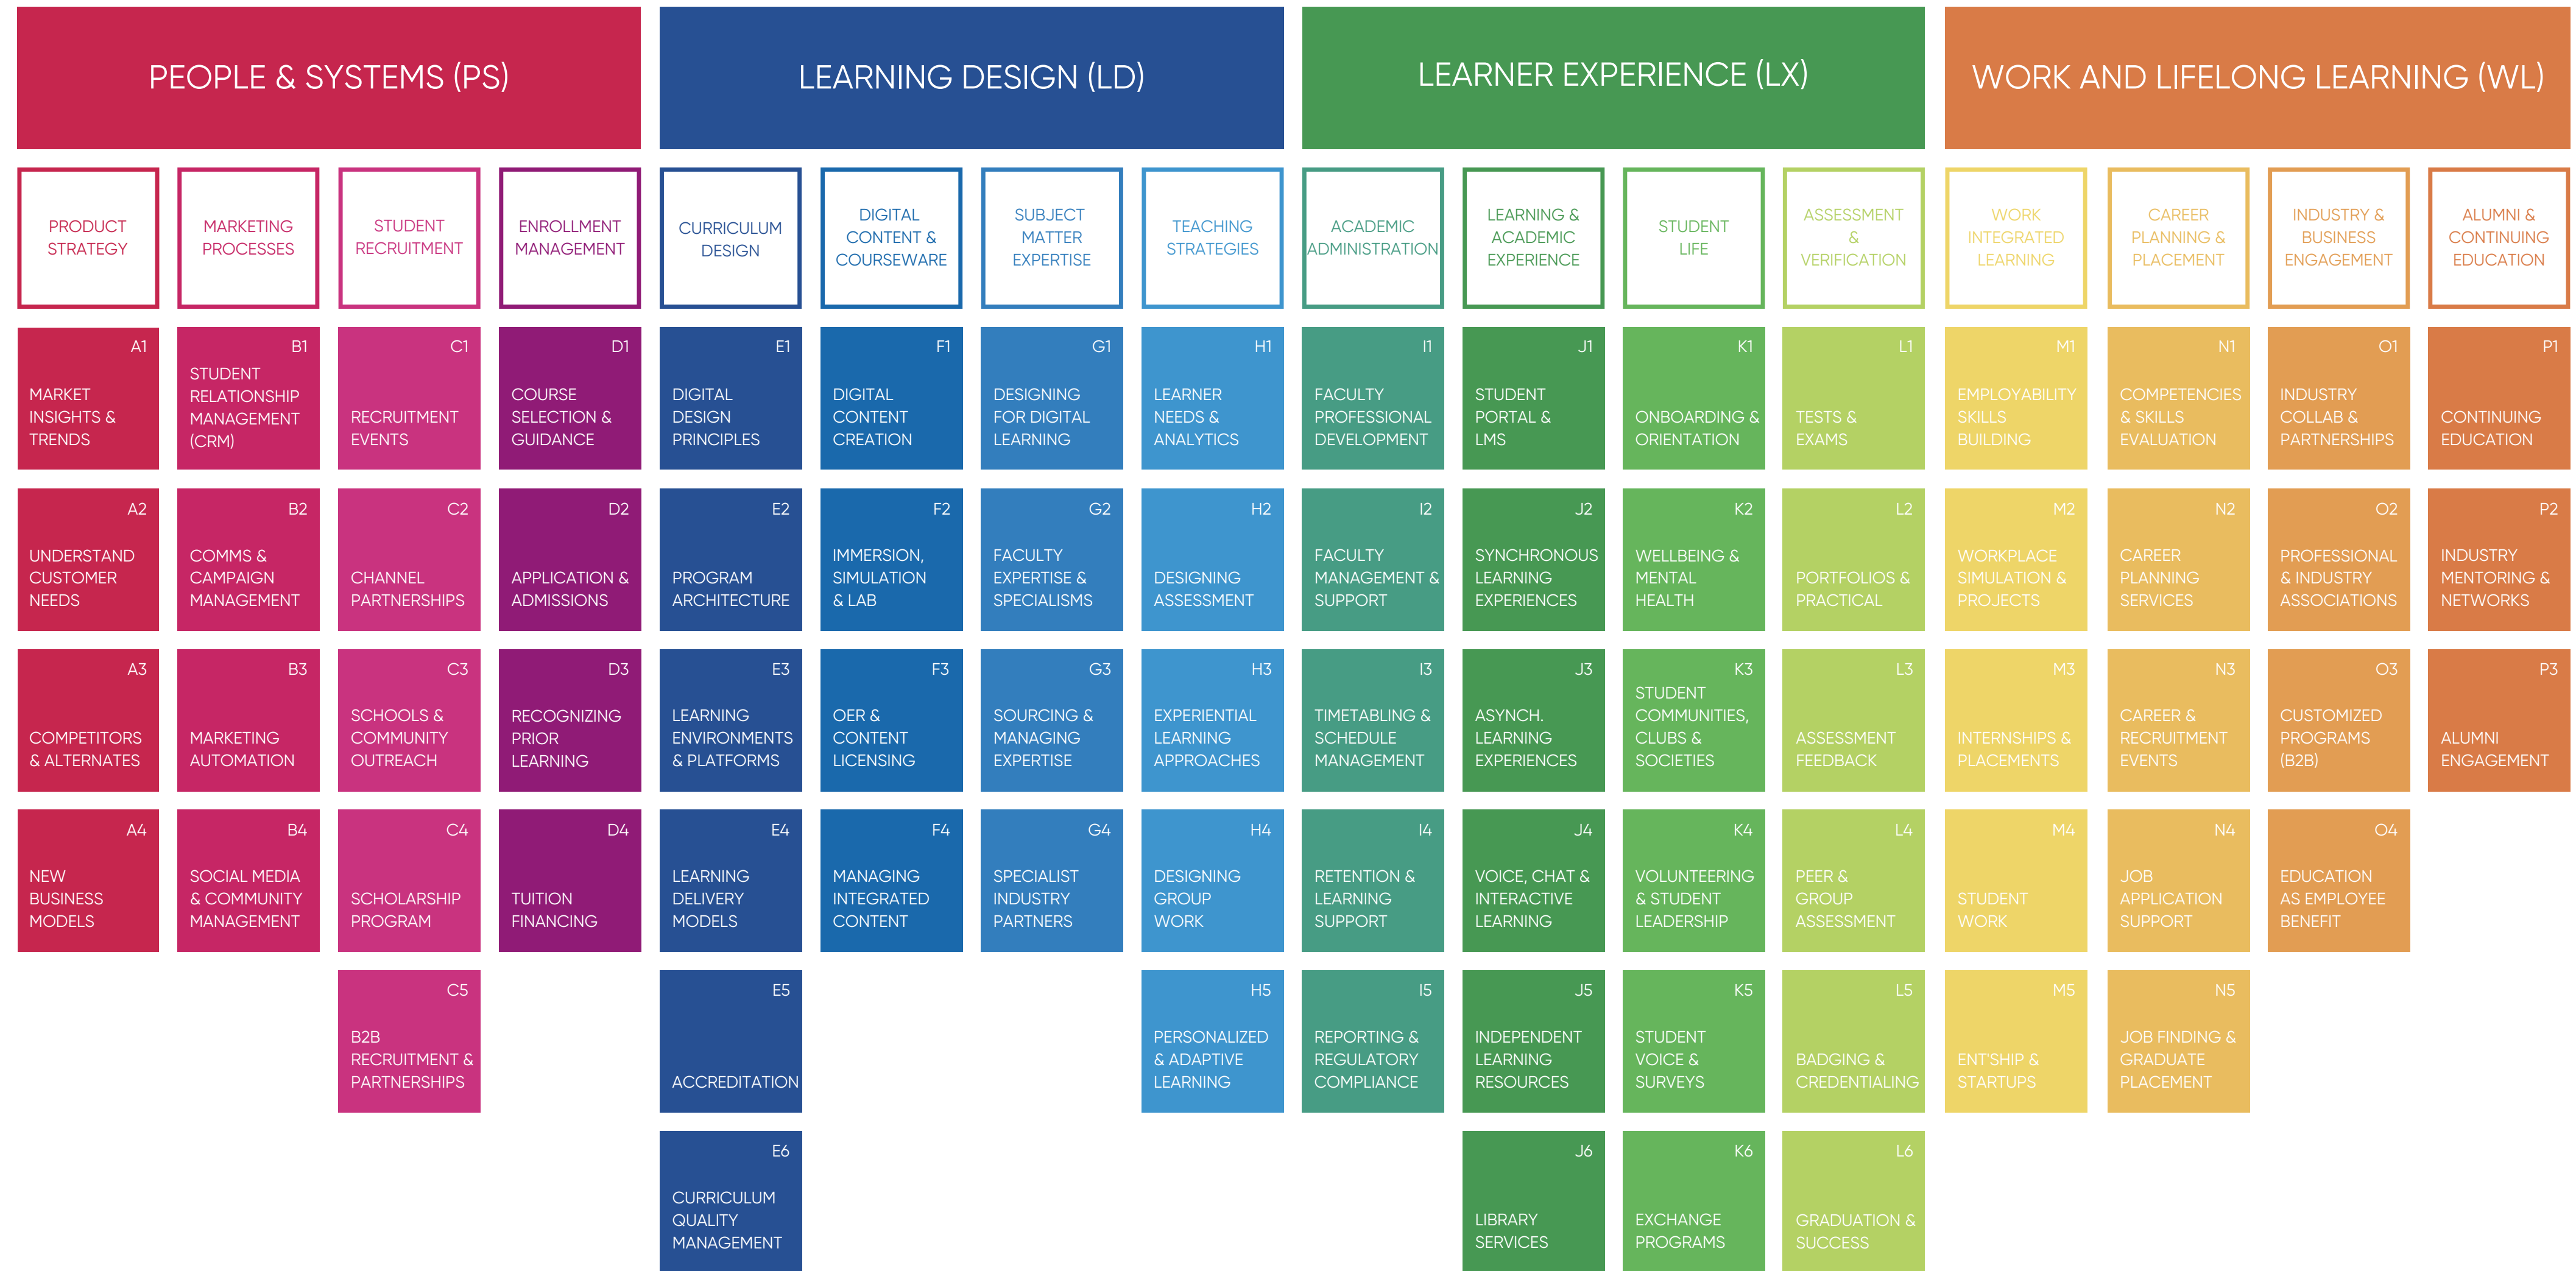 PEOPLE & SYSTEMS (PS)
LEARNING DESIGN (LD)
LEARNER EXPERIENCE (LX)
WORK AND LIFELONG LEARNING (WL)
PRODUCT
STRATEGY
MARKETING
PROCESSES
STUDENT
RECRUITMENT
ENROLLMENT
MANAGEMENT
CURRICULUM
DESIGN
DIGITAL
CONTENT &
COURSEWARE
SUBJECT
MATTER
EXPERTISE
TEACHING
STRATEGIES
ACADEMIC
ADMINISTRATION
LEARNING &
ACADEMIC
EXPERIENCE
STUDENT
LIFE
ASSESSMENT
&
VERIFICATION
WORK
INTEGRATED
LEARNING
CAREER
PLANNING &
PLACEMENT
INDUSTRY &
BUSINESS
ENGAGEMENT
ALUMNI &
CONTINUING
EDUCATION
A1
MARKET
INSIGHTS &
TRENDS
B1
STUDENT
RELATIONSHIP
MANAGEMENT
(CRM)
C1
RECRUITMENT
EVENTS
D1
COURSE
SELECTION &
GUIDANCE
E1
DIGITAL
DESIGN
PRINCIPLES
F1
DIGITAL
CONTENT
CREATION
G1
DESIGNING
FOR DIGITAL
LEARNING
H1
LEARNER
NEEDS &
ANALYTICS
I1
FACULTY
PROFESSIONAL
DEVELOPMENT
J1
STUDENT
PORTAL &
LMS
K1
ONBOARDING &
ORIENTATION
L1
TESTS &
EXAMS
M1
EMPLOYABILITY
SKILLS
BUILDING
N1
COMPETENCIES
& SKILLS
EVALUATION
O1
INDUSTRY
COLLAB &
PARTNERSHIPS
P1
CONTINUING
EDUCATION
A2
UNDERSTAND
CUSTOMER
NEEDS
B2
COMMS &
CAMPAIGN
MANAGEMENT
C2
CHANNEL
PARTNERSHIPS
D2
APPLICATION &
ADMISSIONS
E2
PROGRAM
ARCHITECTURE
F2
IMMERSION,
SIMULATION
& LAB
G2
FACULTY
EXPERTISE &
SPECIALISMS
H2
DESIGNING
ASSESSMENT
I2
FACULTY
MANAGEMENT &
SUPPORT
J2
SYNCHRONOUS
LEARNING
EXPERIENCES
K2
WELLBEING &
MENTAL
HEALTH
L2
PORTFOLIOS &
PRACTICAL
M2
WORKPLACE
SIMULATION &
PROJECTS
N2
CAREER
PLANNING
SERVICES
O2
PROFESSIONAL
& INDUSTRY
ASSOCIATIONS
P2
INDUSTRY
MENTORING &
NETWORKS
A3
COMPETITORS
& ALTERNATES
B3
MARKETING
AUTOMATION
C3
SCHOOLS &
COMMUNITY
OUTREACH
D3
RECOGNIZING
PRIOR
LEARNING
E3
LEARNING
ENVIRONMENTS
& PLATFORMS
F3
OER &
CONTENT
LICENSING
G3
SOURCING &
MANAGING
EXPERTISE
H3
EXPERIENTIAL
LEARNING
APPROACHES
I3
TIMETABLING &
SCHEDULE
MANAGEMENT
J3
ASYNCH.
LEARNING
EXPERIENCES
K3
STUDENT
COMMUNITIES,
CLUBS &
SOCIETIES
L3
ASSESSMENT
FEEDBACK
M3
INTERNSHIPS &
PLACEMENTS
N3
CAREER &
RECRUITMENT
EVENTS
O3
CUSTOMIZED
PROGRAMS
(B2B)
P3
ALUMNI
ENGAGEMENT
A4
NEW
BUSINESS
MODELS
B4
SOCIAL MEDIA
& COMMUNITY
MANAGEMENT
C4
SCHOLARSHIP
PROGRAM
D4
TUITION
FINANCING
E4
LEARNING
DELIVERY
MODELS
F4
MANAGING
INTEGRATED
CONTENT
G4
SPECIALIST
INDUSTRY
PARTNERS
H4
DESIGNING
GROUP
WORK
I4
RETENTION &
LEARNING
SUPPORT
J4
VOICE, CHAT &
INTERACTIVE
LEARNING
K4
VOLUNTEERING
& STUDENT
LEADERSHIP
L4
PEER &
GROUP
ASSESSMENT
M4
STUDENT
WORK
N4
JOB
APPLICATION
SUPPORT
O4
EDUCATION
AS EMPLOYEE
BENEFIT
C5
B2B
RECRUITMENT &
PARTNERSHIPS
E5
ACCREDITATION
H5
PERSONALIZED
& ADAPTIVE
LEARNING
I5
REPORTING &
REGULATORY
COMPLIANCE
J5
INDEPENDENT
LEARNING
RESOURCES
K5
STUDENT
VOICE &
SURVEYS
L5
BADGING &
CREDENTIALING
M5
ENT'SHIP &
STARTUPS
N5
JOB FINDING &
GRADUATE
PLACEMENT
E6
CURRICULUM
QUALITY
MANAGEMENT
J6
LIBRARY
SERVICES
K6
EXCHANGE
PROGRAMS
L6
GRADUATION &
SUCCESS